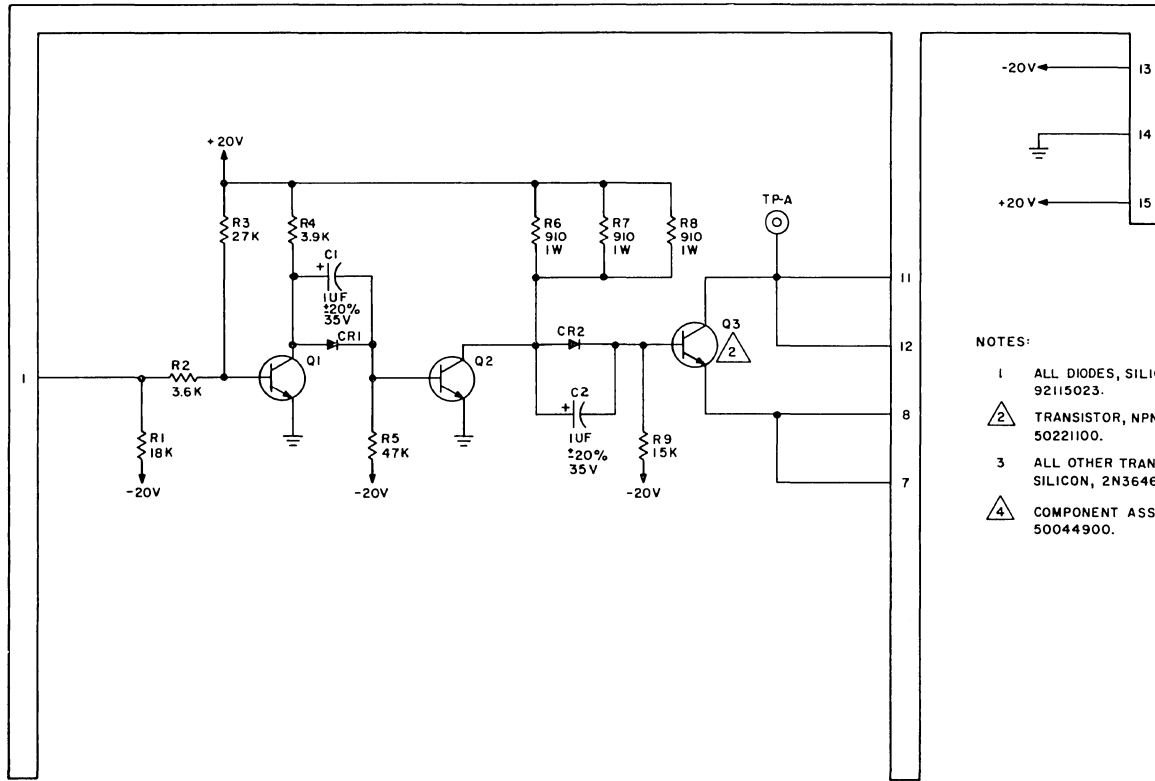 -20V
13
14
+20V
15
+20V
R3
27K
R4
3.9K
C1
+
1UF
±20%
35V
CR1
R6
910
1W
R7
910
1W
R8
910
1W
TP-A
11
12
8
7
1
R2
3.6K
R1
18K
-20V
Q1
R5
47K
-20V
Q2
CR2
C2
+
1UF
±20%
35V
R9
15K
-20V
Q3
2
NOTES:
1 ALL DIODES, SILI
92115023.
2 TRANSISTOR, NPN
50221100.
3 ALL OTHER TRAN
SILICON, 2N3646
4 COMPONENT ASS
50044900.